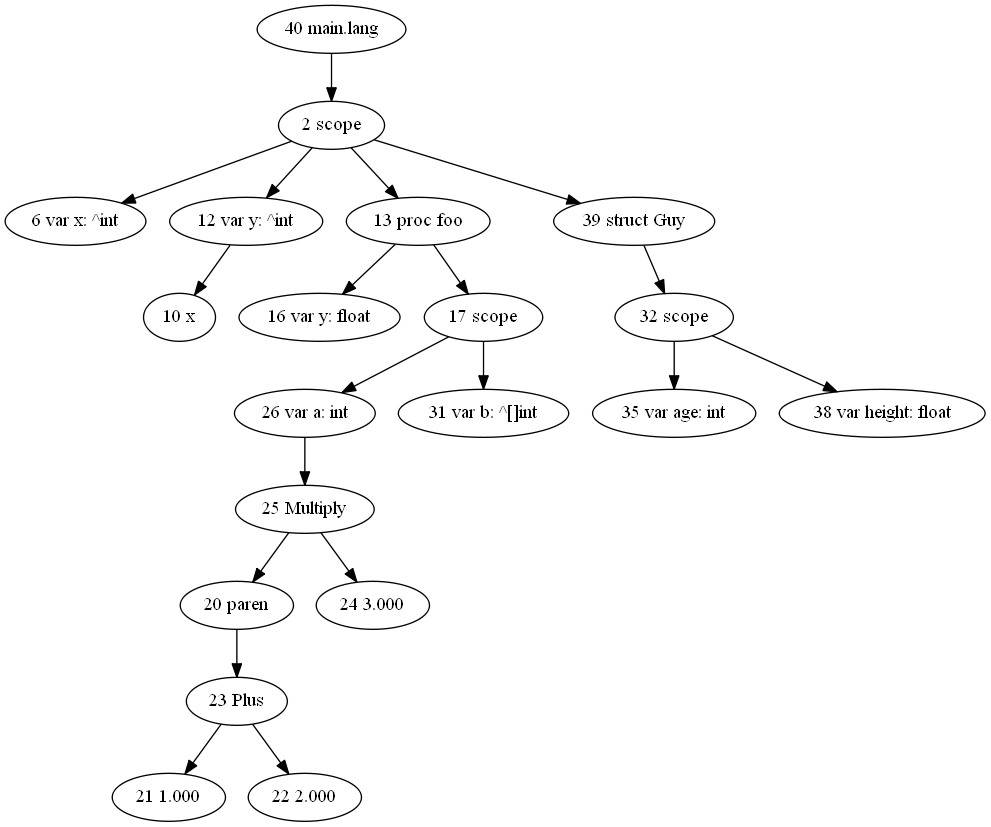 40 main.lang
2 scope
6 var x: ^int
12 var y: ^int
13 proc foo
39 struct Guy
10 x
16 var y: float
17 scope
32 scope
26 var a: int
31 var b: ^[]int
35 var age: int
38 var height: float
25 Multiply
20 paren
24 3.000
23 Plus
21 1.000
22 2.000